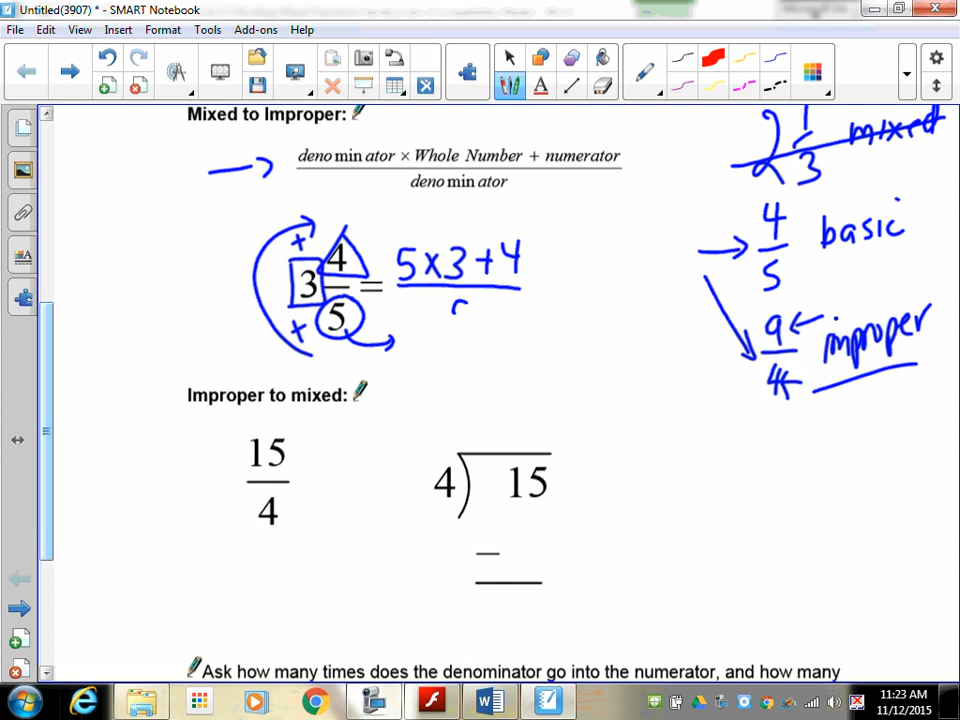 Untitled(3907) * - SMART Notebook
File Edit View Insert Format Tools Add-ons Help
Mixed to Improper:
denominator × Whole Number + numerator
denominator
2 1/3 mixed
4/5 basic
9/4 improper
+
3 4/5 = 5×3+4
+
Improper to mixed:
15
4
4) 15
–
Ask how many times does the denominator go into the numerator, and how many
11:23 AM
11/12/2015